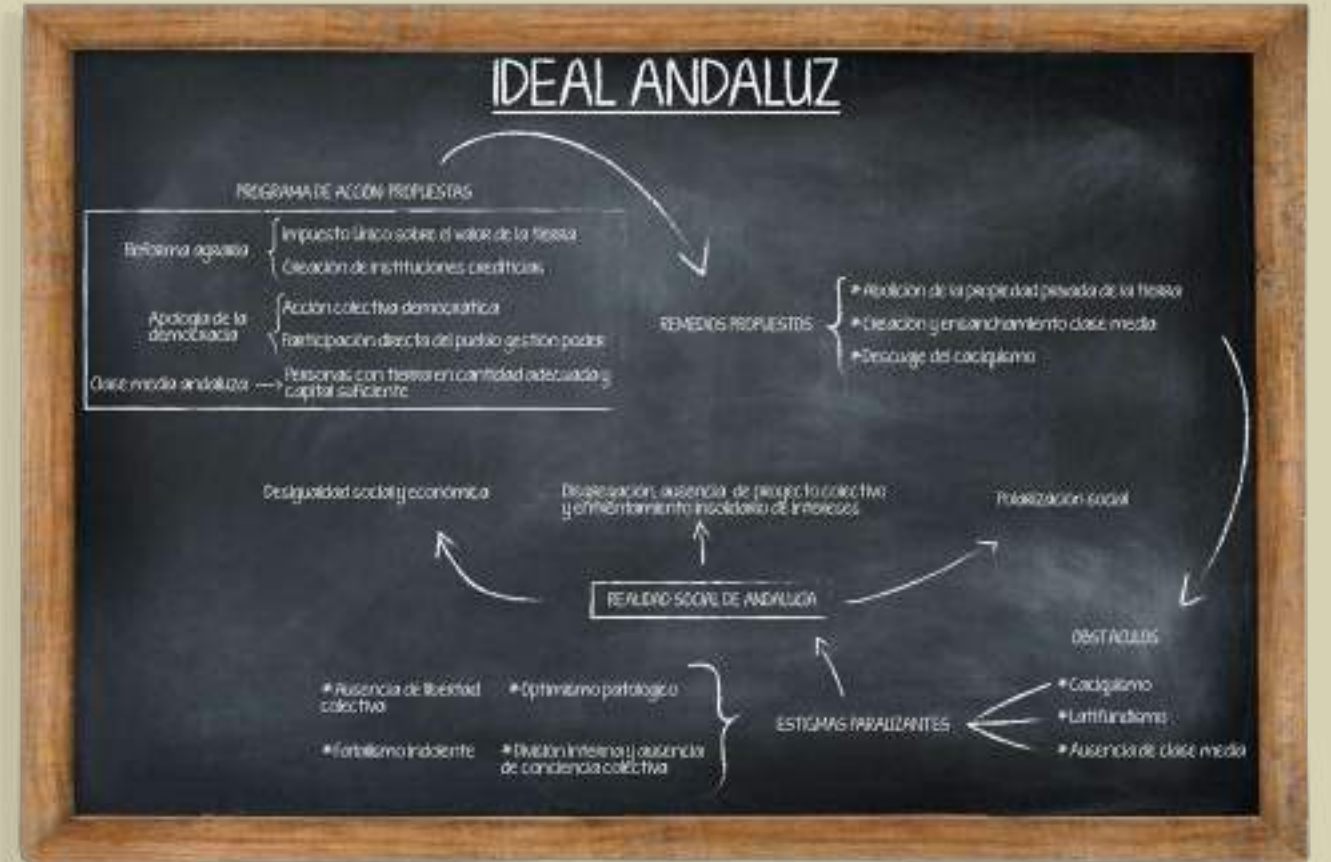 IDEAL ANDALUZ
PROGRAMA DE ACCIÓN: PROPUESTAS
Reforma agraria
Impuesto Único sobre el valor de la tierra
Creación de instituciones crediticias
Apología de la
democracia
Acción colectiva democrática
Participación directa del pueblo gestión poder
Clase media andaluza
Personas con tierra en cantidad adecuada y
capital suficiente
REMEDIOS PROPUESTOS
*Abolición de la propiedad privada de la tierra
*Creación y ensanchamiento clase media
*Descuaje del caciquismo
Desigualdad social y económica
Disgregación, ausencia de proyecto colectivo
y enfrentamiento insolidario de intereses
Polarización social
REALIDAD SOCIAL DE ANDALUCÍA
OBSTÁCULOS
*Caciquismo
*Latifundismo
*Ausencia de clase media
ESTIGMAS PARALIZANTES
*Ausencia de libertad
colectiva
*Optimismo patológico
*Fatalismo indolente
*División interna y ausencia
de conciencia colectiva